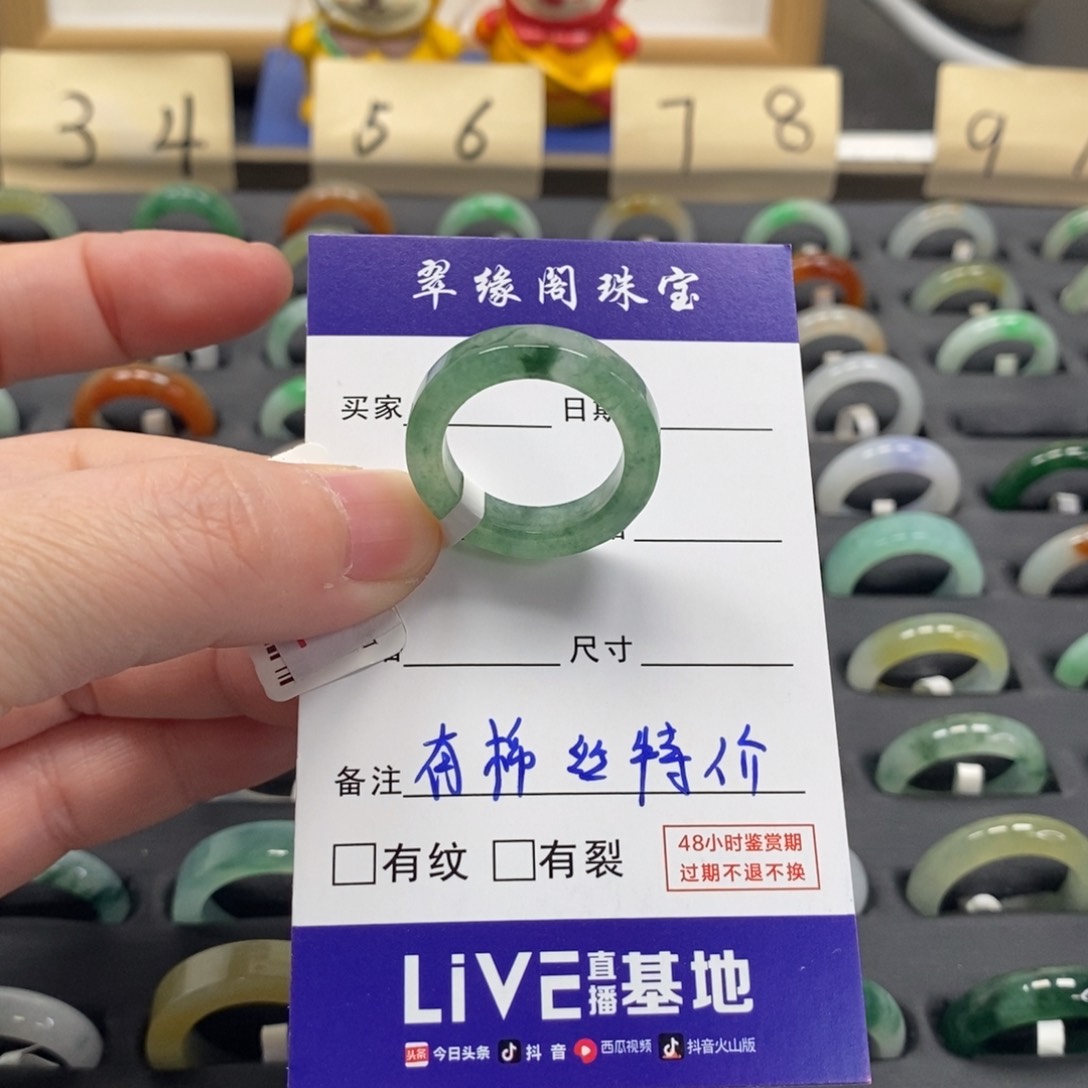 3 4
5 6
7 8
9
翠缘阁珠宝
买家 日期
尺寸
备注 有棉丝特价
□有纹 □有裂
48小时鉴赏期
过期不退不换
LiVE直播基地
头条 今日头条 抖音 西瓜视频 抖音火山版